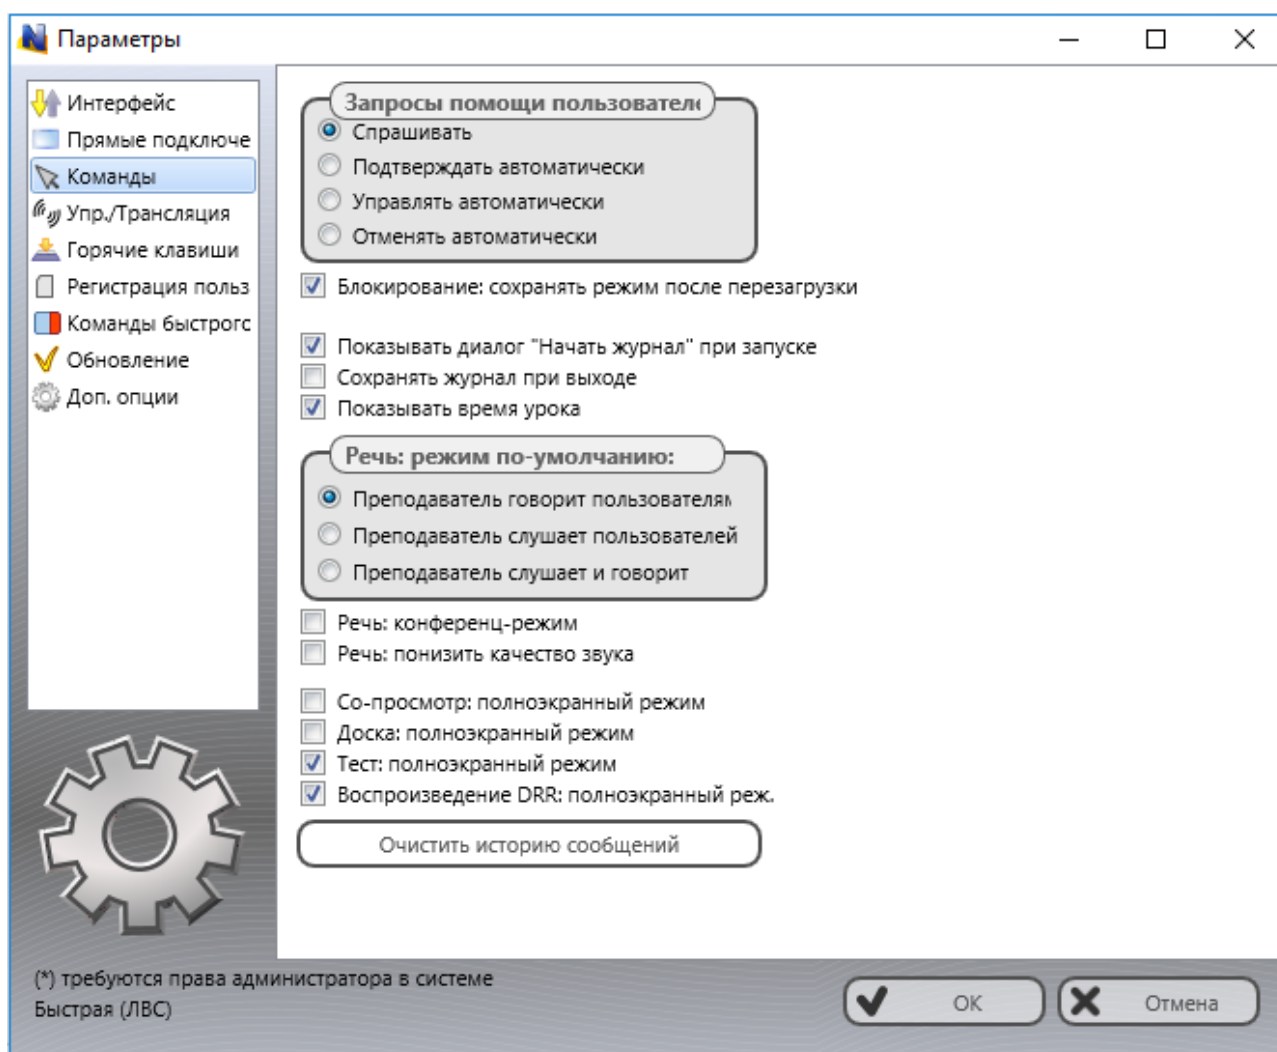 Параметры
Интерфейс
Прямые подключе
Команды
Упр./Трансляция
Горячие клавиши
Регистрация польз
Команды быстрого
Обновление
Доп. опции
Запросы помощи пользователе
Спрашивать
Подтверждать автоматически
Управлять автоматически
Отменять автоматически
Блокирование: сохранять режим после перезагрузки
Показывать диалог "Начать журнал" при запуске
Сохранять журнал при выходе
Показывать время урока
Речь: режим по-умолчанию:
Преподаватель говорит пользователям
Преподаватель слушает пользователей
Преподаватель слушает и говорит
Речь: конференц-режим
Речь: понизить качество звука
Со-просмотр: полноэкранный режим
Доска: полноэкранный режим
Тест: полноэкранный режим
Воспроизведение DRR: полноэкранный реж.
Очистить историю сообщений
(*) требуются права администратора в системе
Быстрая (ЛВС)
ОК
Отмена